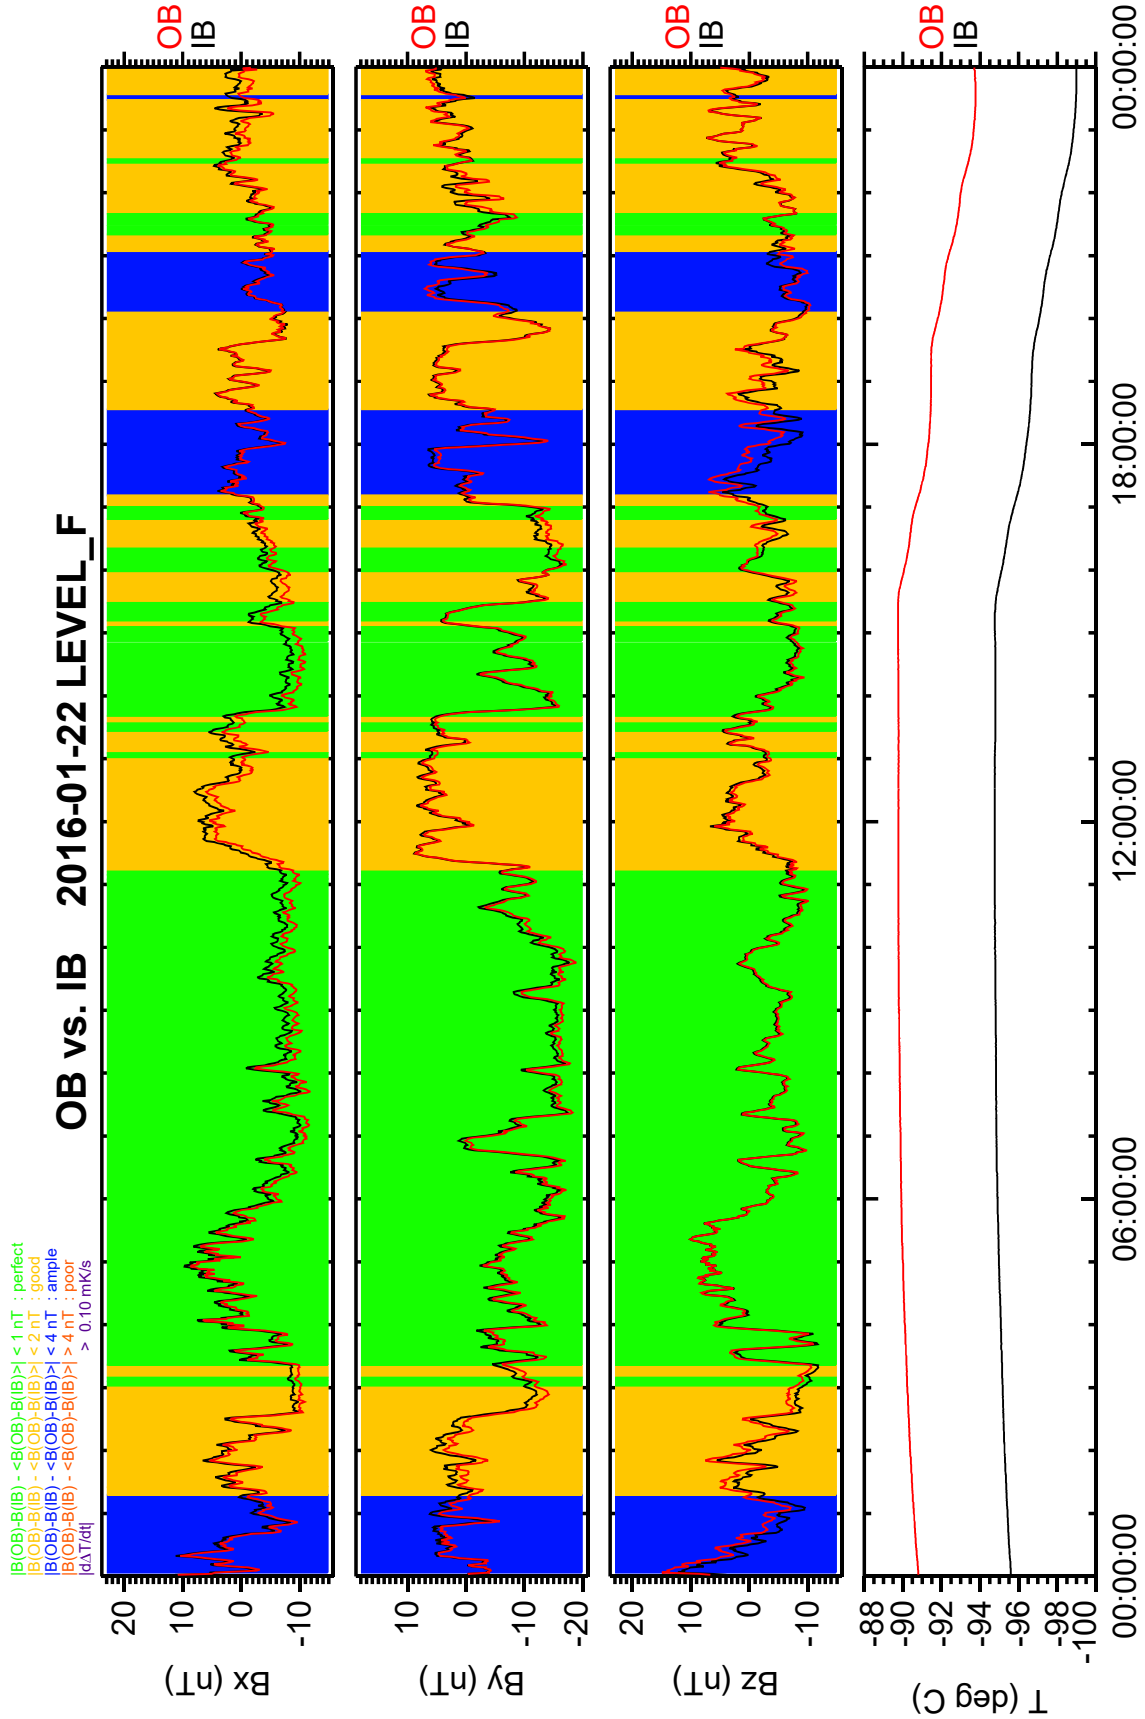 |B(OB)-B(IB) - <B(OB)-B(IB)>| < 1 nT : perfect
|B(OB)-B(IB) - <B(OB)-B(IB)>| < 2 nT : good
|B(OB)-B(IB) - <B(OB)-B(IB)>| < 4 nT : ample
|B(OB)-B(IB) - <B(OB)-B(IB)>| > 4 nT : poor
|dΔT/dt| > 0.10 mK/s
OB vs. IB 2016-01-22 LEVEL_F
Bx (nT)
20
10
0
-10
OB
IB
By (nT)
10
0
-10
-20
OB
IB
Bz (nT)
10
0
-10
OB
IB
T (deg C)
-88
-90
-92
-94
-96
-98
-100
OB
IB
00:00:00
06:00:00
12:00:00
18:00:00
00:00:00